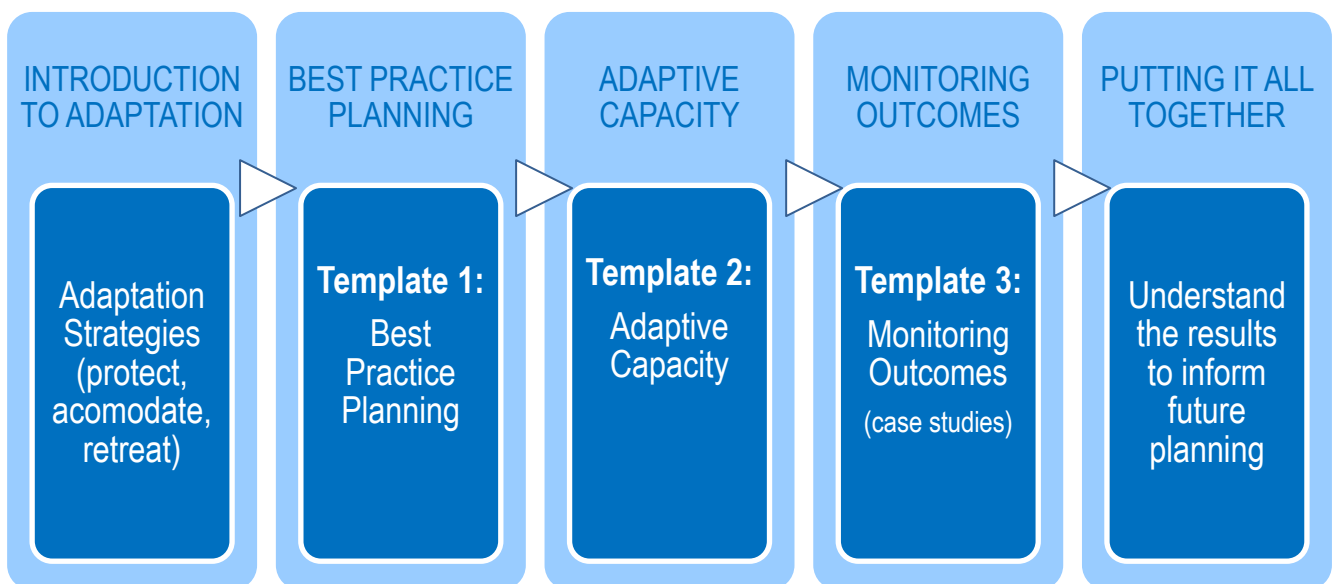 INTRODUCTION
TO ADAPTATION
Adaptation
Strategies
(protect,
acomodate,
retreat)
BEST PRACTICE
PLANNING
Template 1:
Best
Practice
Planning
ADAPTIVE
CAPACITY
Template 2:
Adaptive
Capacity
MONITORING
OUTCOMES
Template 3:
Monitoring
Outcomes
(case studies)
PUTTING IT ALL
TOGETHER
Understand
the results
to inform
future
planning